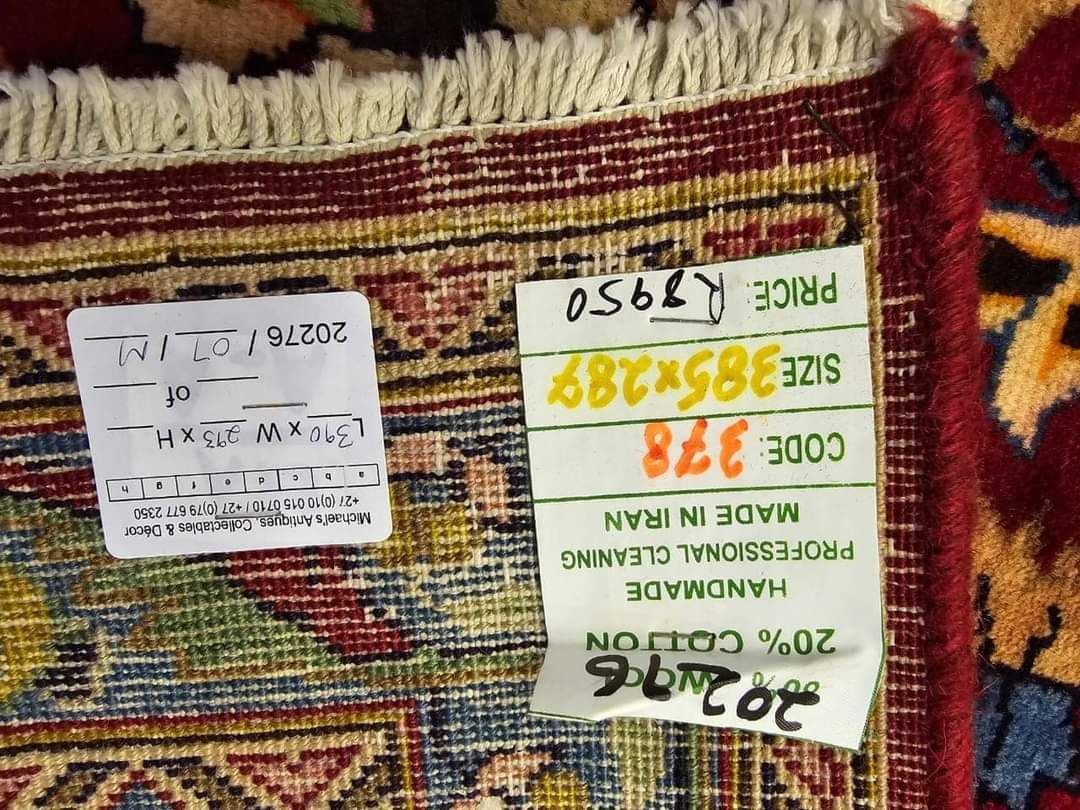 20276
% WOOL
20% COTTON
HANDMADE
PROFESSIONAL CLEANING
MADE IN IRAN
CODE: 378
SIZE 385x287
PRICE: R8950
Michael's Antiques, Collectables & Décor
+27 (0)10 015 0710 / +27 (0)79 677 2350
a b c d e f g h
L 390 x W 293 x H
of
20276 / 07 / M